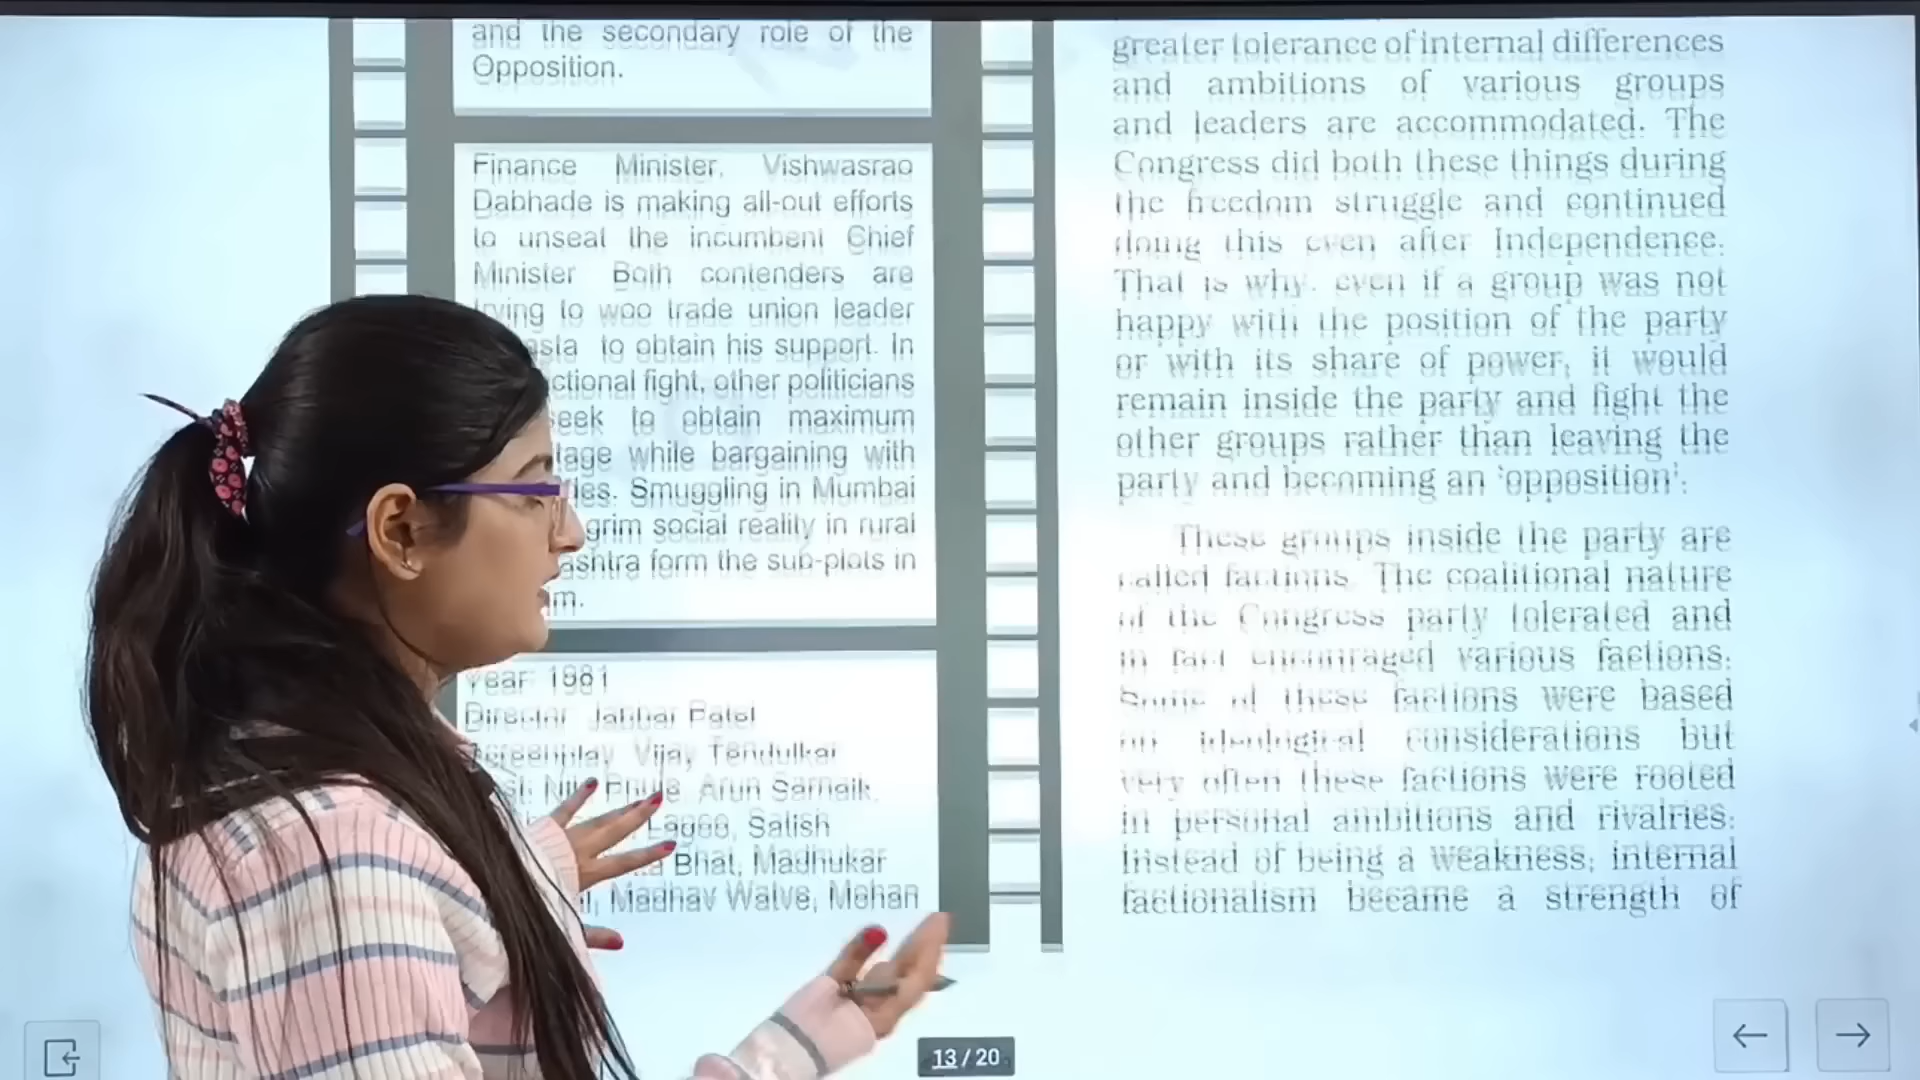 and the secondary role of the
Opposition.
Finance Minister, Vishwasrao
Dabhade is making all-out efforts
to unseat the incumbent Chief
Minister Both contenders are
trying to woo trade union leader
to obtain his support. In
ctional fight, other politicians
eek to obtain maximum
tage while bargaining with
Smuggling in Mumbai
grim social reality in rural
ashtra form the sub-plots in
m.
Year: 1981
Director: Jabbar Patel
Screenplay: Vijay Tendulkar
Nilu Phule, Arun Sarnaik,
Lagoo, Satish
Bhat, Madhukar
Madhav Walve, Mohan
greater tolerance of internal differences
and ambitions of various groups
and leaders are accommodated. The
Congress did both these things during
the freedom struggle and continued
doing this even after Independence.
That is why, even if a group was not
happy with the position of the party
or with its share of power, it would
remain inside the party and fight the
other groups rather than leaving the
party and becoming an 'opposition'.
These groups inside the party are
called factions. The coalitional nature
of the Congress party tolerated and
in fact encouraged various factions.
Some of these factions were based
on ideological considerations but
very often these factions were rooted
in personal ambitions and rivalries.
Instead of being a weakness, internal
factionalism became a strength of
13 / 20